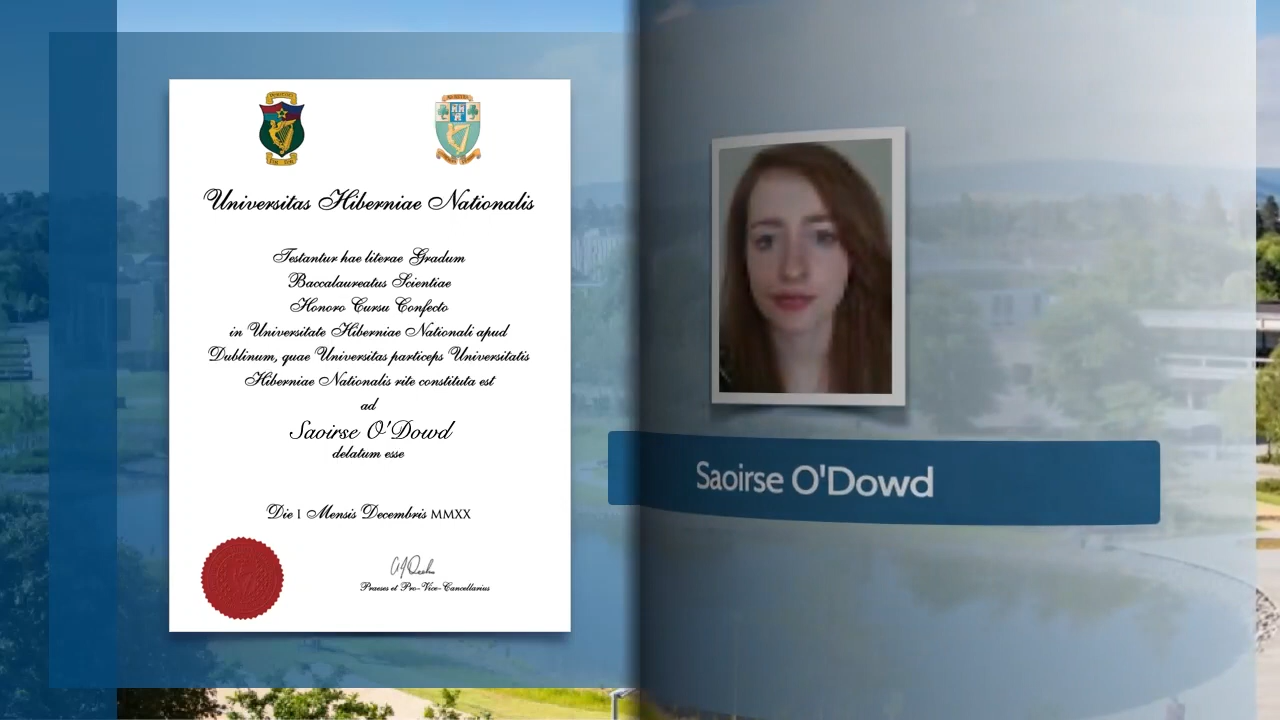 Universitas Hiberniae Nationalis
Testantur hae literae Gradum
Baccalaureatus Scientiae
Honoro Cursu Confecto
in Universitate Hiberniae Nationali apud
Dublinum, quae Universitas particeps Universitatis
Hiberniae Nationalis rite constituta est
ad
Saoirse O'Dowd
delatum esse
Die I Mensis Decembris MMXX
Praeses et Pro-Vice-Cancellarius
Saoirse O'Dowd